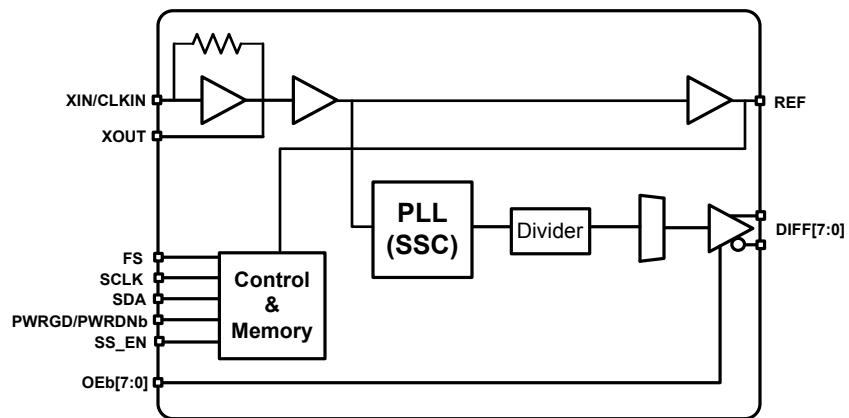 XIN/CLKIN
XOUT
REF
PLL
(SSC)
Divider
DIFF[7:0]
FS
SCLK
SDA
PWRGD/PWRDNb
SS_EN
Control
&
Memory
OEb[7:0]